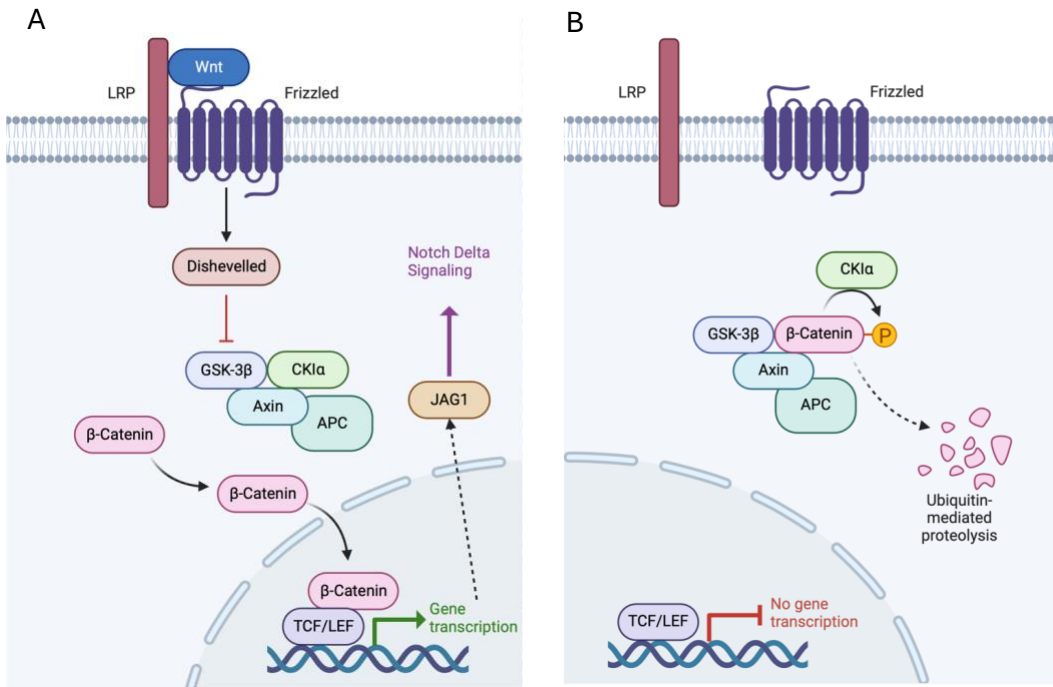 A
Wnt
LRP
Frizzled
Dishevelled
Notch Delta
Signaling
GSK-3β
CKIα
Axin
APC
JAG1
β-Catenin
β-Catenin
β-Catenin
TCF/LEF
Gene
transcription
B
LRP
Frizzled
CKIα
GSK-3β
β-Catenin
P
Axin
APC
Ubiquitin-
mediated
proteolysis
TCF/LEF
No gene
transcription